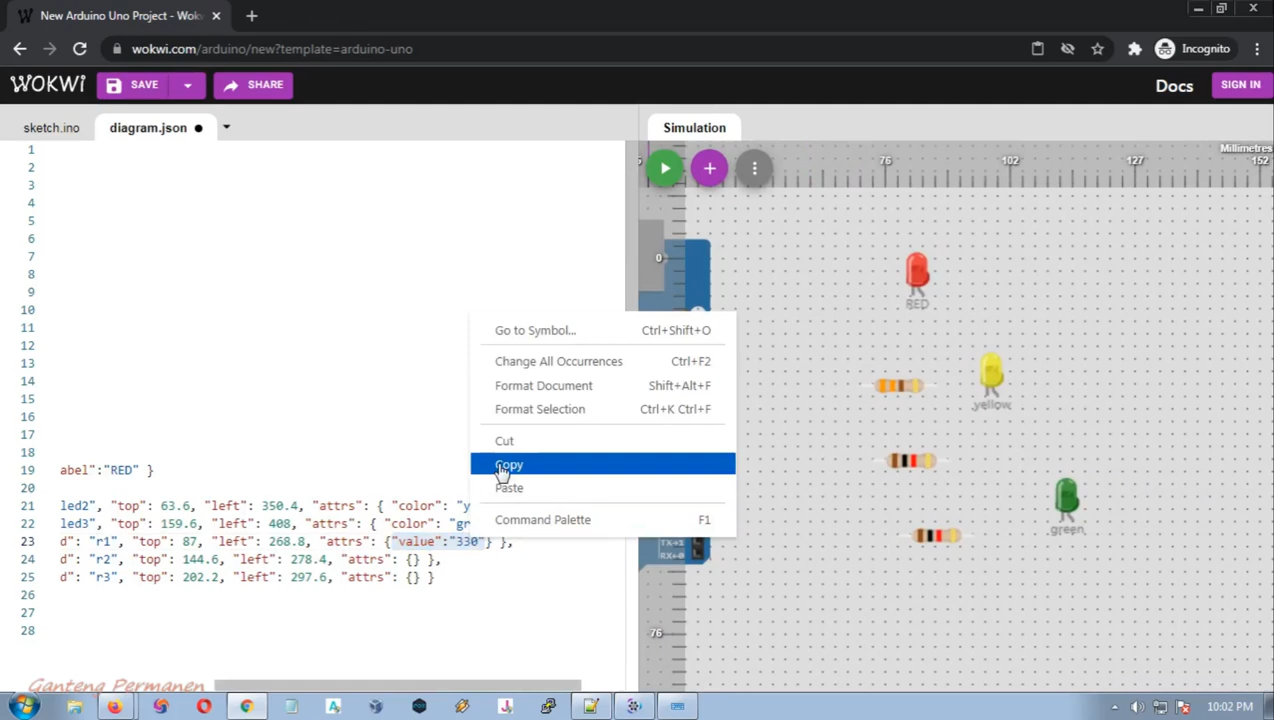 New Arduino Uno Project - Wok
wokwi.com/arduino/new?template=arduino-uno
Incognito
WOKWI
SAVE
SHARE
Docs
SIGN IN
sketch.ino
diagram.json
Simulation
Millimetres
76
102
127
152
1
2
3
4
5
6
7
8
9
10
11
12
13
14
15
16
17
18
19 abel":"RED" }
20
21 led2", "top": 63.6, "left": 350.4, "attrs": { "color": "y
22 led3", "top": 159.6, "left": 408, "attrs": { "color": "gr
23 d": "r1", "top": 87, "left": 268.8, "attrs": {"value":"330"} },
24 d": "r2", "top": 144.6, "left": 278.4, "attrs": {} },
25 d": "r3", "top": 202.2, "left": 297.6, "attrs": {} }
26
27
28
Go to Symbol... Ctrl+Shift+O
Change All Occurrences Ctrl+F2
Format Document Shift+Alt+F
Format Selection Ctrl+K Ctrl+F
Cut
Copy
Paste
Command Palette F1
0
RED
yellow
green
TX→1
RX←0
76
Ganteng Permanen
10:02 PM